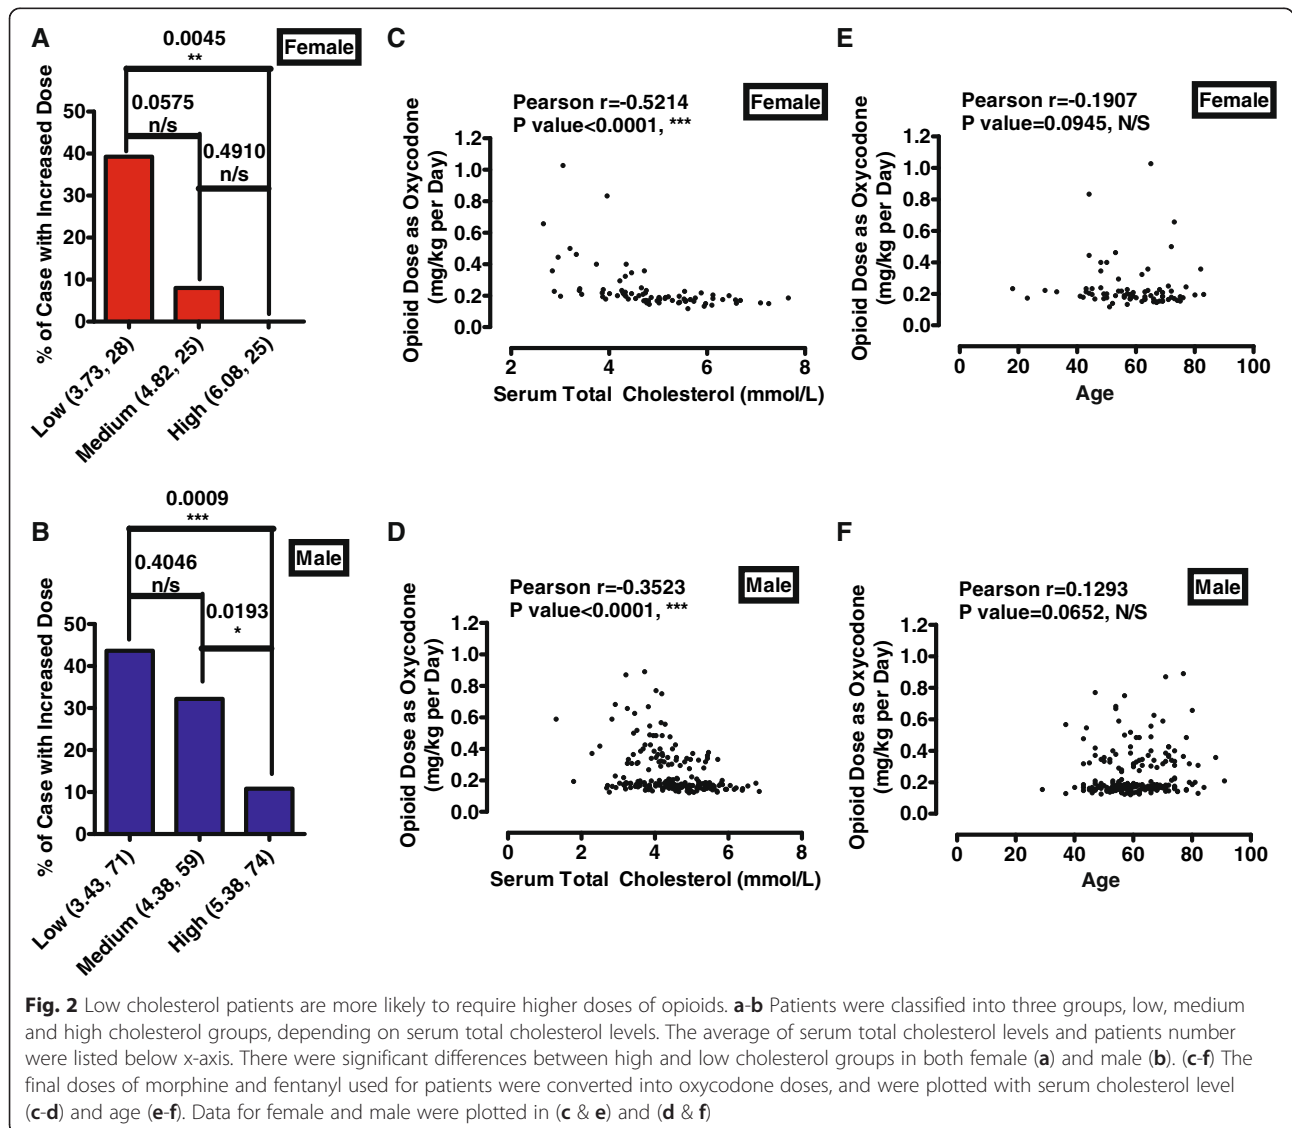 A
0.0045
**
Female
0.0575
n/s
0.4910
n/s
% of Case with Increased Dose
50
40
30
20
10
0
Low (3.73, 28)
Medium (4.82, 25)
High (6.08, 25)
C
Pearson r=-0.5214
P value<0.0001, ***
Female
Opioid Dose as Oxycodone
(mg/kg per Day)
1.2
1.0
0.8
0.6
0.4
0.2
0.0
2 4 6 8
Serum Total Cholesterol (mmol/L)
E
Pearson r=-0.1907
P value=0.0945, N/S
Female
Opioid Dose as Oxycodone
(mg/kg per Day)
1.2
1.0
0.8
0.6
0.4
0.2
0.0
0 20 40 60 80 100
Age
B
0.0009
***
Male
0.4046
n/s
0.0193
*
% of Case with Increased Dose
50
40
30
20
10
0
Low (3.43, 71)
Medium (4.38, 59)
High (5.38, 74)
D
Pearson r=-0.3523
P value<0.0001, ***
Male
Opioid Dose as Oxycodone
(mg/kg per Day)
1.2
1.0
0.8
0.6
0.4
0.2
0.0
0 2 4 6 8
Serum Total Cholesterol (mmol/L)
F
Pearson r=0.1293
P value=0.0652, N/S
Male
Opioid Dose as Oxycodone
(mg/kg per Day)
1.2
1.0
0.8
0.6
0.4
0.2
0.0
0 20 40 60 80 100
Age
Fig. 2 Low cholesterol patients are more likely to require higher doses of opioids. a-b Patients were classified into three groups, low, medium
and high cholesterol groups, depending on serum total cholesterol levels. The average of serum total cholesterol levels and patients number
were listed below x-axis. There were significant differences between high and low cholesterol groups in both female (a) and male (b). (c-f) The
final doses of morphine and fentanyl used for patients were converted into oxycodone doses, and were plotted with serum cholesterol level
(c-d) and age (e-f). Data for female and male were plotted in (c & e) and (d & f)